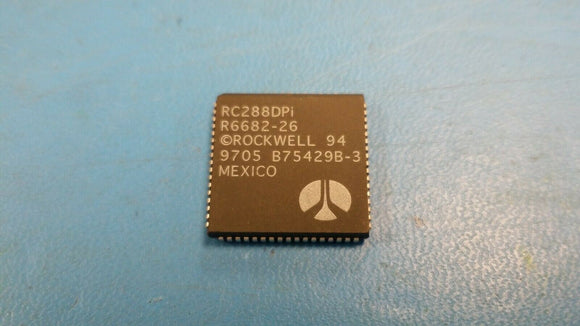 RC288DPi
R6682-26
©ROCKWELL 94
9705 B75429B-3
MEXICO